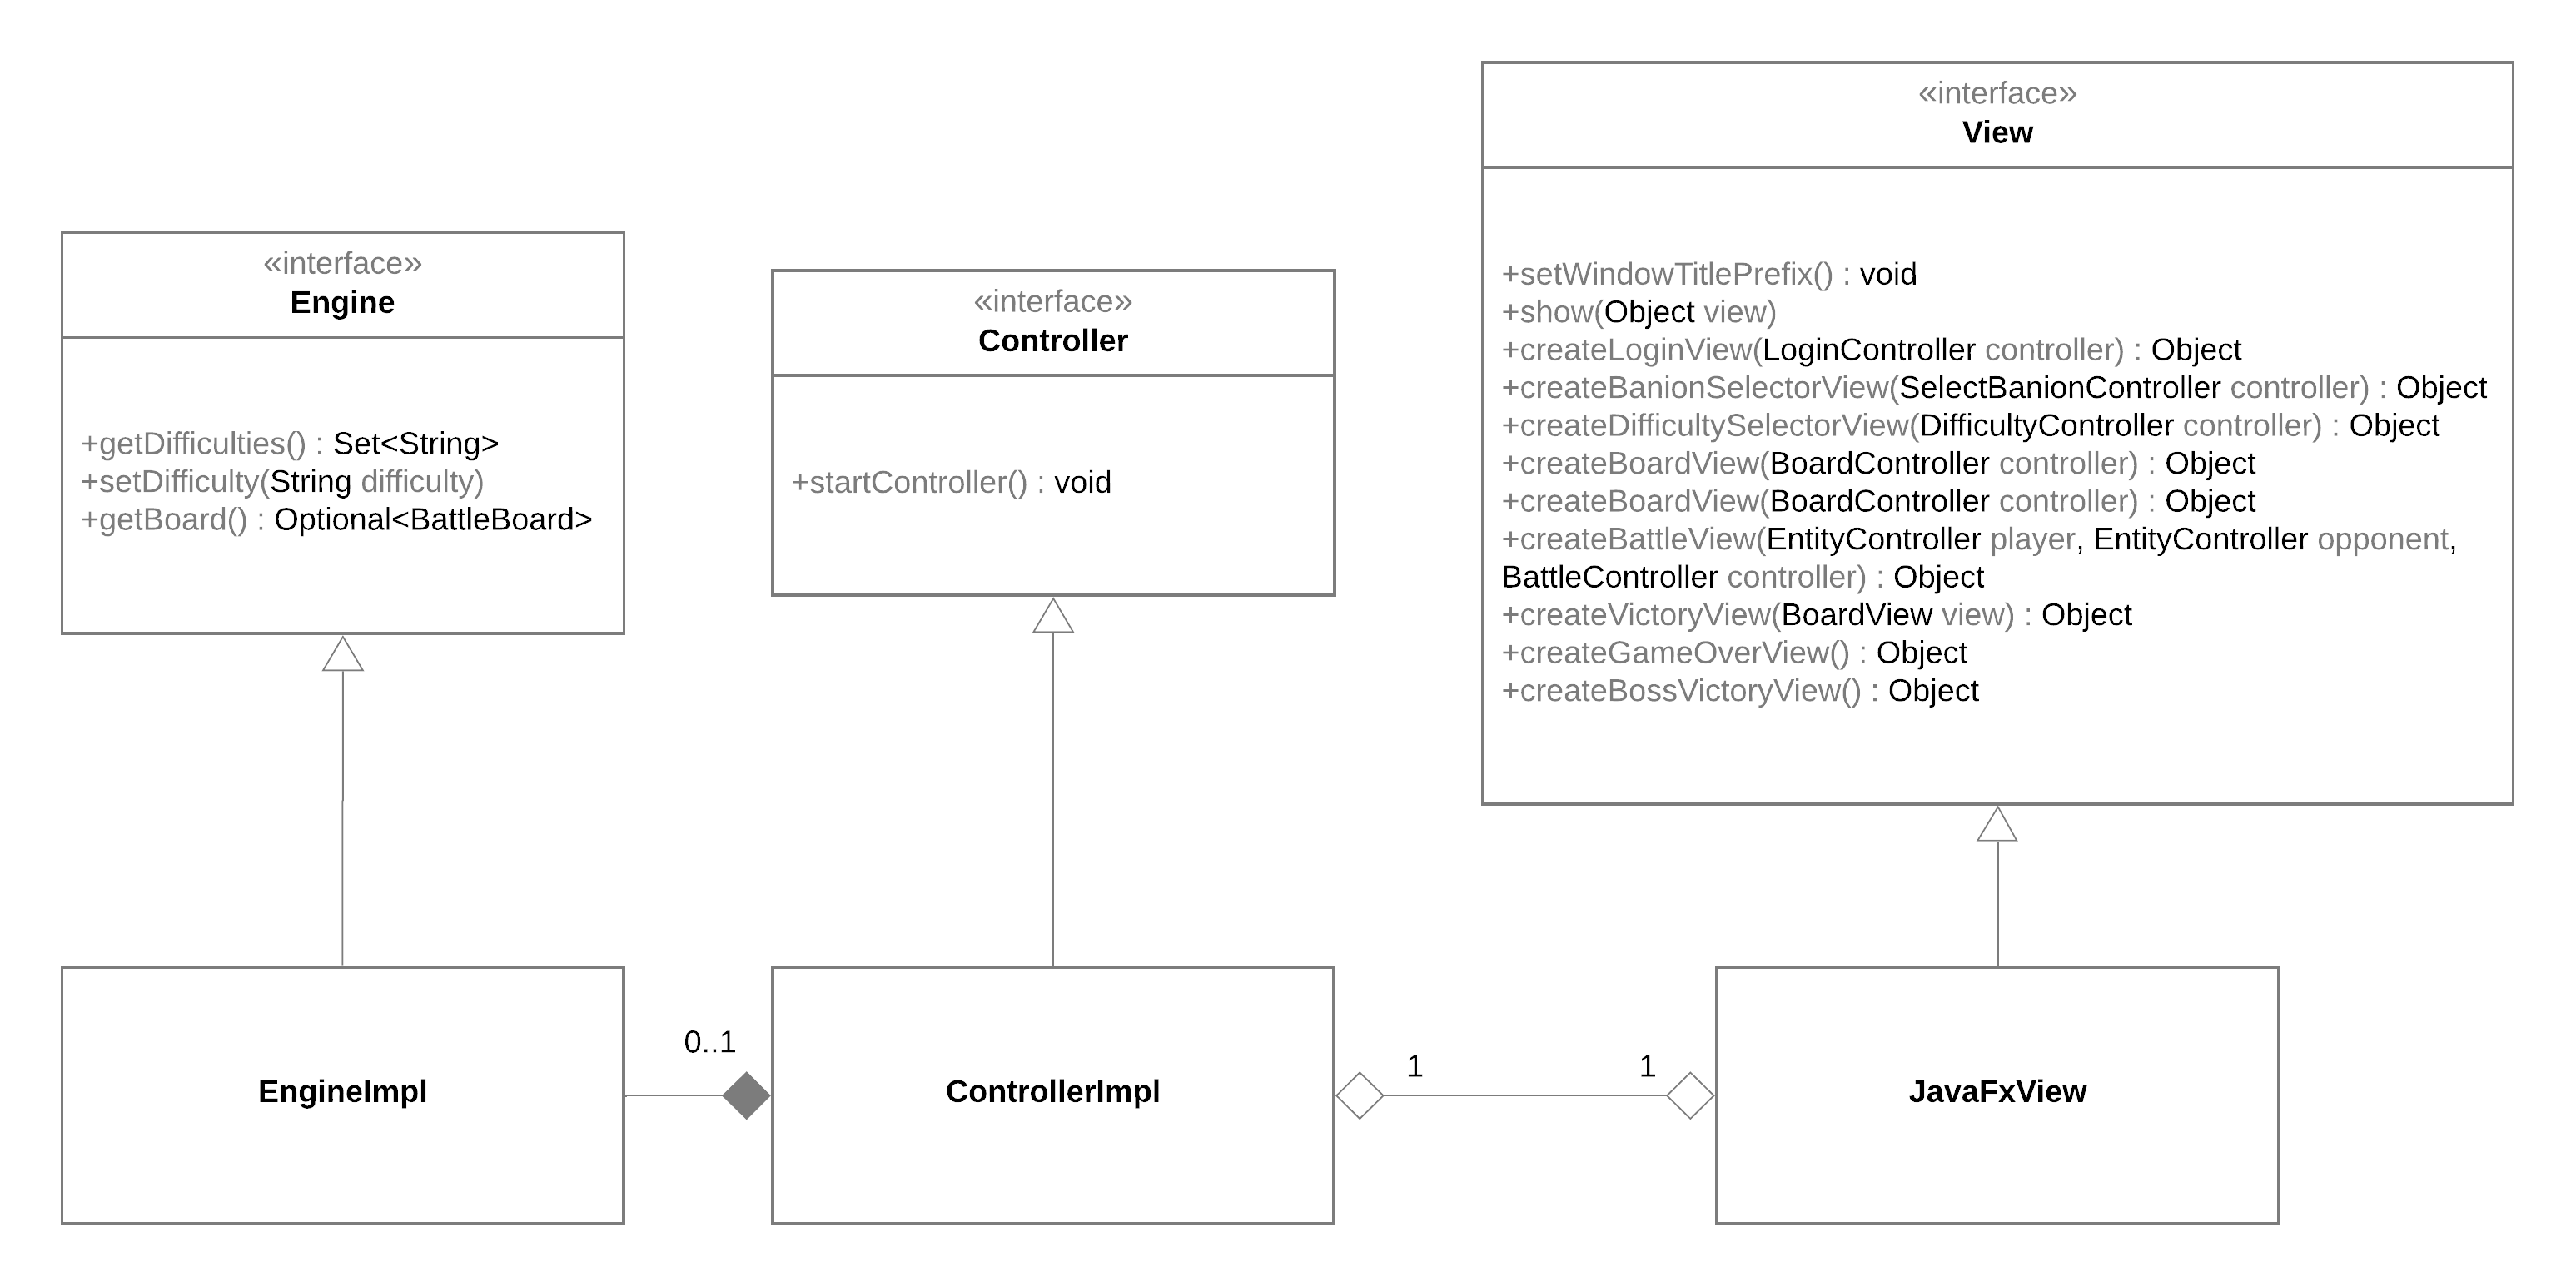 «interface»
Engine
+getDifficulties() : Set<String>
+setDifficulty(String difficulty)
+getBoard() : Optional<BattleBoard>
«interface»
Controller
+startController() : void
«interface»
View
+setWindowTitlePrefix() : void
+show(Object view)
+createLoginView(LoginController controller) : Object
+createBanionSelectorView(SelectBanionController controller) : Object
+createDifficultySelectorView(DifficultyController controller) : Object
+createBoardView(BoardController controller) : Object
+createBoardView(BoardController controller) : Object
+createBattleView(EntityController player, EntityController opponent,
BattleController controller) : Object
+createVictoryView(BoardView view) : Object
+createGameOverView() : Object
+createBossVictoryView() : Object
EngineImpl
0..1
ControllerImpl
1
1
JavaFxView